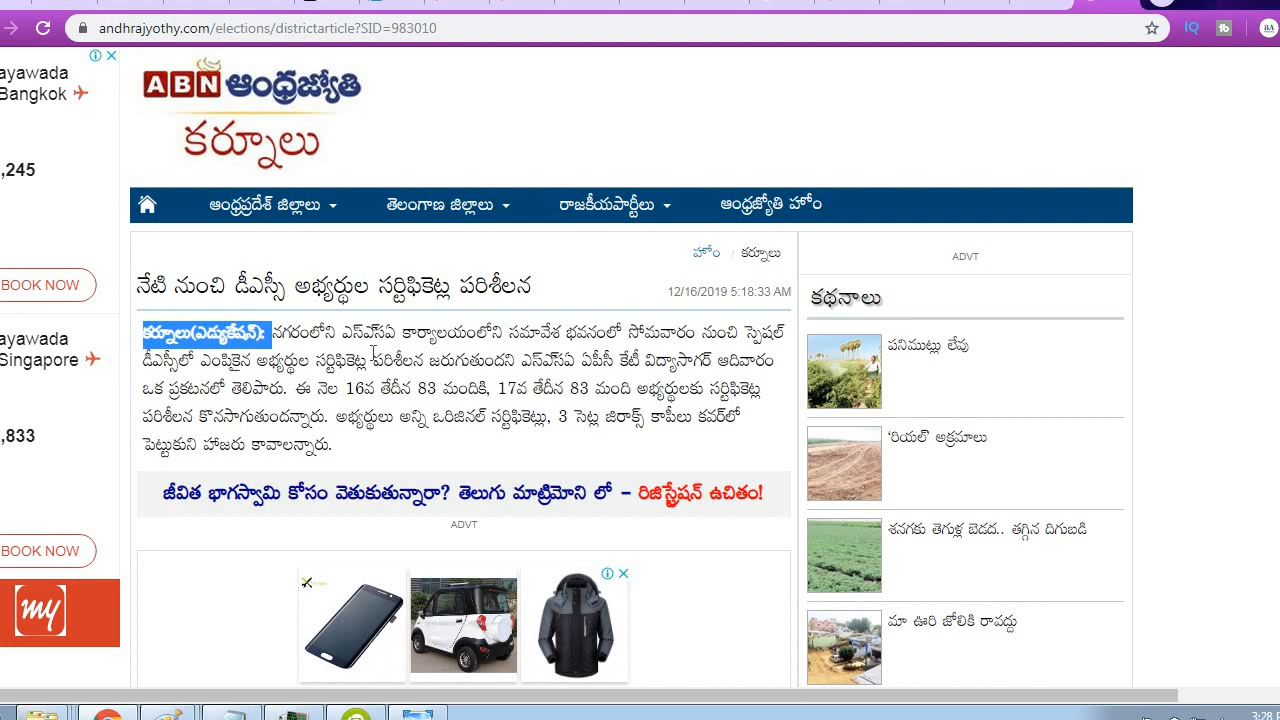 andhrajyothy.com/elections/districtarticle?SID=983010
ayawada
Bangkok
,245
BOOK NOW
ayawada
Singapore
,833
BOOK NOW
my
ABN ఆంధ్రజ్యోతి
కర్నూలు
ఆంధ్రప్రదేశ్ జిల్లాలు
తెలంగాణ జిల్లాలు
రాజకీయపార్టీలు
ఆంధ్రజ్యోతి హోం
హోం / కర్నూలు
నేటి నుంచి డీఎస్సీ అభ్యర్థుల సర్టిఫికెట్ల పరిశీలన
12/16/2019 5:18:33 AM
కర్నూలు(ఎడ్యుకేషన్): నగరంలోని ఎస్‌ఎస్‌ఏ కార్యాలయంలోని సమావేశ భవనంలో సోమవారం నుంచి స్పెషల్
డీఎస్సీలో ఎంపికైన అభ్యర్థుల సర్టిఫికెట్ల పరిశీలన జరుగుతుందని ఎస్‌ఎస్‌ఏ ఏపీసీ కేటీ విద్యాసాగర్ ఆదివారం
ఒక ప్రకటనలో తెలిపారు. ఈ నెల 16వ తేదీన 83 మందికి, 17వ తేదీన 83 మంది అభ్యర్థులకు సర్టిఫికెట్ల
పరిశీలన కొనసాగుతుందన్నారు. అభ్యర్థులు అన్ని ఒరిజినల్ సర్టిఫికెట్లు, 3 సెట్ల జిరాక్స్ కాపీలు కవర్‌లో
పెట్టుకుని హాజరు కావాలన్నారు.
జీవిత భాగస్వామి కోసం వెతుకుతున్నారా? తెలుగు మాట్రిమోని లో - రిజిస్ట్రేషన్ ఉచితం!
ADVT
ADVT
కథనాలు
పనిముట్లు లేవు
'రియల్' అక్రమాలు
శనగకు తెగుళ్ల బెడద.. తగ్గిన దిగుబడి
మా ఊరి జోలికి రావద్దు